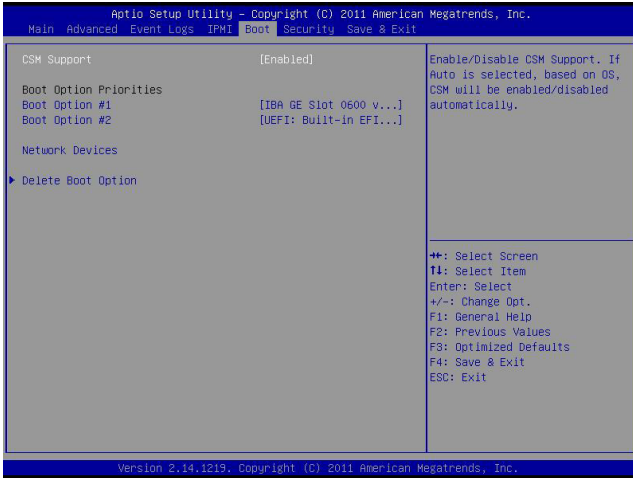 Aptio Setup Utility - Copyright (C) 2011 American Megatrends, Inc.
Main Advanced Event Logs IPMI Boot Security Save & Exit
CSM Support [Enabled]
Boot Option Priorities
Boot Option #1 [IBA GE Slot 0600 v...]
Boot Option #2 [UEFI: Built-in EFI...]
Network Devices
Delete Boot Option
Enable/Disable CSM Support. If
Auto is selected, based on OS,
CSM will be enabled/disabled
automatically.
→←: Select Screen
↑↓: Select Item
Enter: Select
+/-: Change Opt.
F1: General Help
F2: Previous Values
F3: Optimized Defaults
F4: Save & Exit
ESC: Exit
Version 2.14.1219. Copyright (C) 2011 American Megatrends, Inc.